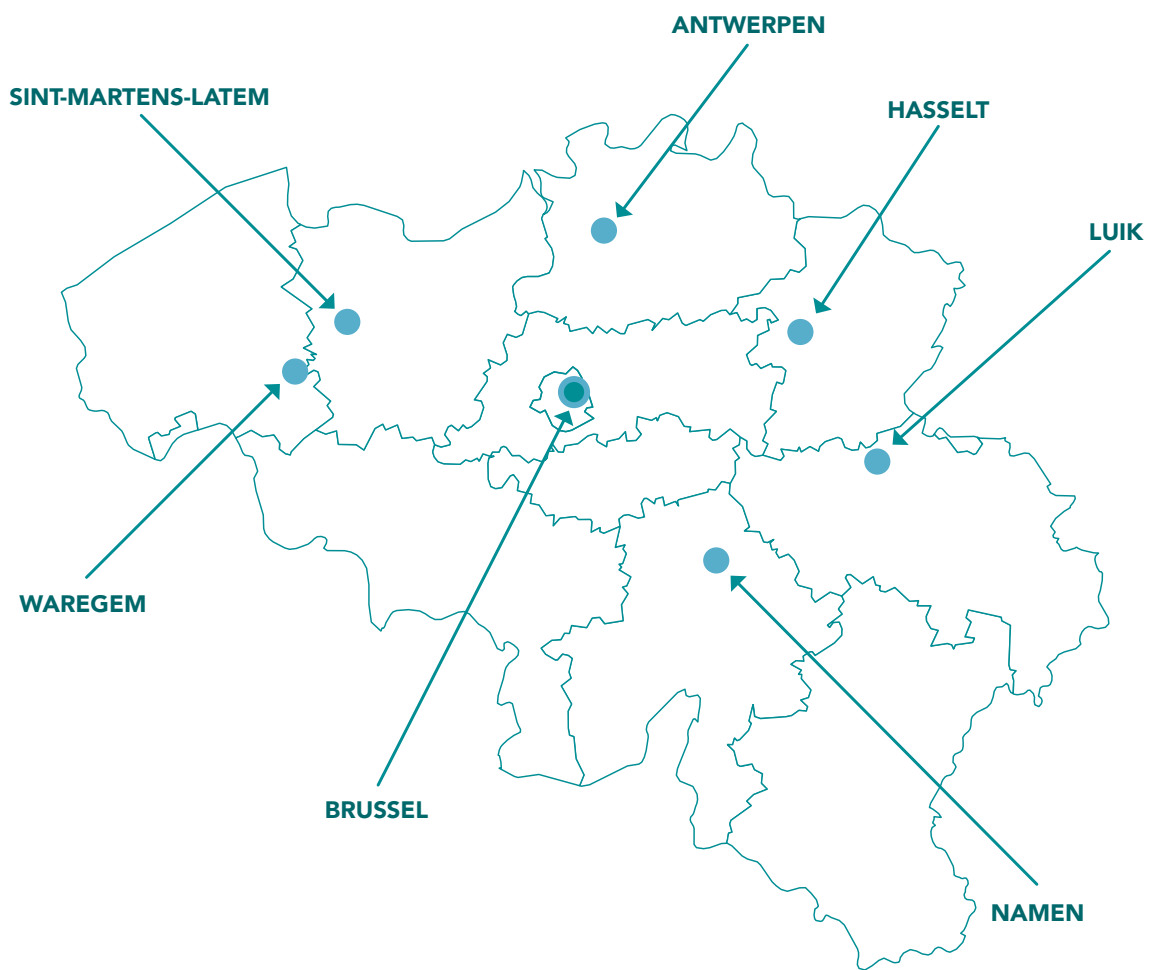 ANTWERPEN
SINT-MARTENS-LATEM
HASSELT
LUIK
WAREGEM
BRUSSEL
NAMEN